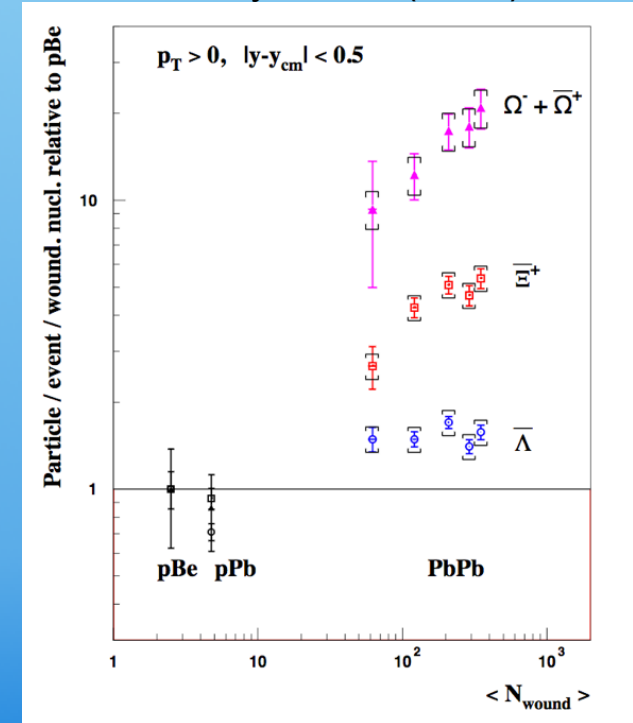 p_T > 0, |y-y_cm| < 0.5
Particle / event / wound. nucl. relative to pBe
Ω⁻ + Ω̅⁺
10
Ξ̅⁺
Λ̅
1
pBe pPb PbPb
1 10 10² 10³
< N_wound >